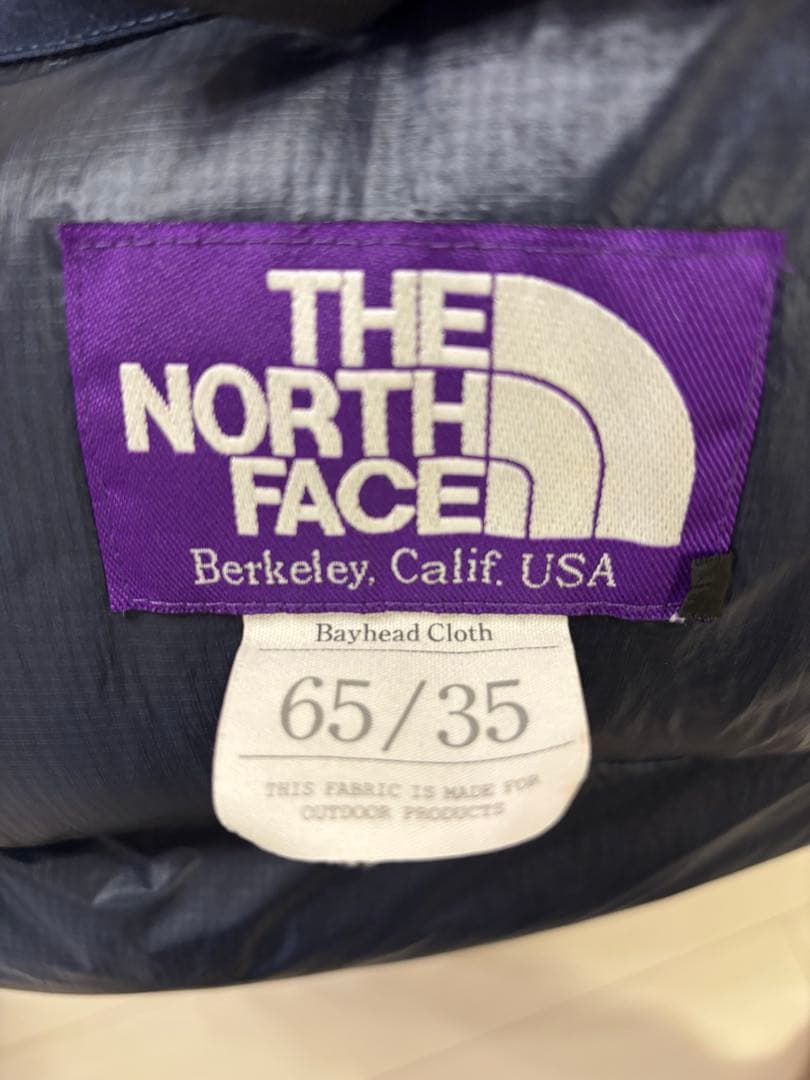 THE
NORTH
FACE
Berkeley, Calif. USA
Bayhead Cloth
65/35
THIS FABRIC IS MADE FOR
OUTDOOR PRODUCTS